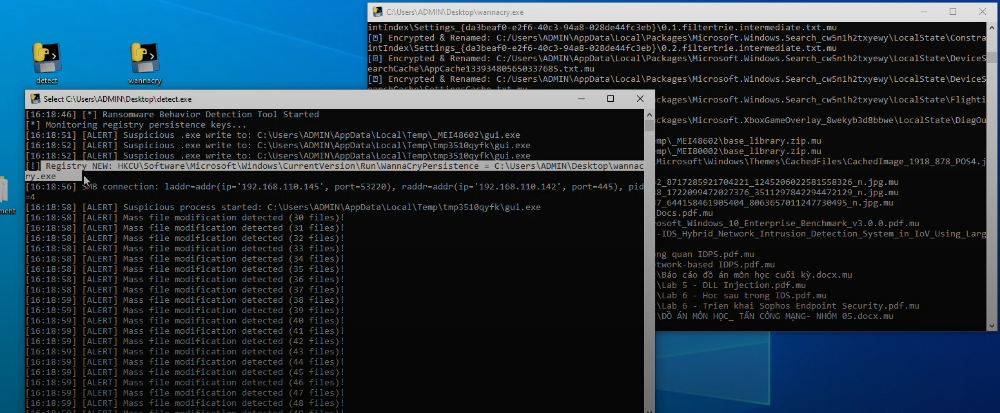 C:\Users\ADMIN\Desktop\wannacry.exe
intIndex\Settings_{da3beaf0-e2f6-40c3-94a8-028de44fc3eb}\0.1.filtertrie.intermediate.txt.mu
[?] Encrypted & Renamed: C:/Users\ADMIN\AppData\Local\Packages\Microsoft.Windows.Search_cw5n1h2txyewy\LocalState\Constra
intIndex\Settings_{da3beaf0-e2f6-40c3-94a8-028de44fc3eb}\0.2.filtertrie.intermediate.txt.mu
[?] Encrypted & Renamed: C:/Users\ADMIN\AppData\Local\Packages\Microsoft.Windows.Search_cw5n1h2txyewy\LocalState\DeviceS
earchCache\AppCache133934805650337685.txt.mu
[?] Encrypted & Renamed: C:/Users\ADMIN\AppData\Local\Packages\Microsoft.Windows.Search_cw5n1h2txyewy\LocalState\DeviceS
earchCache\SettingsCache.txt.mu
ckages\Microsoft.Windows.Search_cw5n1h2txyewy\LocalState\Flighti
ckages\Microsoft.XboxGameOverlay_8wekyb3d8bbwe\LocalState\DiagOu
mp\_MEI48602\base_library.zip.mu
mp\_MEI80002\base_library.zip.mu
\Microsoft\Windows\Themes\CachedFiles\CachedImage_1918_878_POS4.j
2_8717285921704221_1245206022581558326_n.jpg.mu
8_1722099472027376_3511297842294472129_n.jpg.mu
7_644158461905404_8063657011247730495_n.jpg.mu
_Docs.pdf.mu
osoft_Windows_10_Enterprise_Benchmark_v3.0.0.pdf.mu
-IDS_Hybrid_Network_Intrusion_Detection_System_in_IoV_Using_Larg
ng quan IDPS.pdf.mu
twork-based IDPS.pdf.mu
\Báo cáo đồ án môn học cuối kỳ.docx.mu
\Lab 5 - DLL Injection.pdf.mu
\Lab 6 - Hoc sau trong IDS.pdf.mu
\Lab 6 - Trien khai Sophos Endpoint Security.pdf.mu
\ĐỒ ÁN MÔN HỌC_ TẤN CÔNG MẠNG- NHÓM 05.docx.mu
detect
wannacry
ment
Select C:\Users\ADMIN\Desktop\detect.exe
[16:18:46] [*] Ransomware Behavior Detection Tool Started
[*] Monitoring registry persistence keys...
[16:18:51] [ALERT] Suspicious .exe write to: C:\Users\ADMIN\AppData\Local\Temp\_MEI48602\gui.exe
[16:18:52] [ALERT] Suspicious .exe write to: C:\Users\ADMIN\AppData\Local\Temp\tmp3510qyfk\gui.exe
[16:18:52] [ALERT] Suspicious .exe write to: C:\Users\ADMIN\AppData\Local\Temp\tmp3510qyfk\gui.exe
[!] Registry NEW: HKCU\Software\Microsoft\Windows\CurrentVersion\Run\WannaCryPersistence = C:\Users\ADMIN\Desktop\wannac
ry.exe
[16:18:56] SMB connection: laddr=addr(ip='192.168.110.145', port=53220), raddr=addr(ip='192.168.110.142', port=445), pid
=4
[16:18:58] [ALERT] Suspicious process started: C:\Users\ADMIN\AppData\Local\Temp\tmp3510qyfk\gui.exe
[16:18:58] [ALERT] Mass file modification detected (30 files)!
[16:18:58] [ALERT] Mass file modification detected (31 files)!
[16:18:58] [ALERT] Mass file modification detected (32 files)!
[16:18:58] [ALERT] Mass file modification detected (33 files)!
[16:18:58] [ALERT] Mass file modification detected (34 files)!
[16:18:58] [ALERT] Mass file modification detected (35 files)!
[16:18:58] [ALERT] Mass file modification detected (36 files)!
[16:18:58] [ALERT] Mass file modification detected (37 files)!
[16:18:59] [ALERT] Mass file modification detected (38 files)!
[16:18:59] [ALERT] Mass file modification detected (39 files)!
[16:18:59] [ALERT] Mass file modification detected (40 files)!
[16:18:59] [ALERT] Mass file modification detected (41 files)!
[16:18:59] [ALERT] Mass file modification detected (42 files)!
[16:18:59] [ALERT] Mass file modification detected (43 files)!
[16:18:59] [ALERT] Mass file modification detected (44 files)!
[16:18:59] [ALERT] Mass file modification detected (45 files)!
[16:18:59] [ALERT] Mass file modification detected (46 files)!
[16:18:59] [ALERT] Mass file modification detected (47 files)!
[16:18:59] [ALERT] Mass file modification detected (48 files)!
[16:18:59] [ALERT] Mass file modification detected (49 files)!